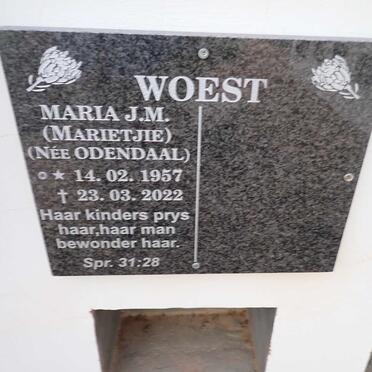 WOEST
MARIA J.M.
(MARIETJIE)
(NÉE ODENDAAL)
★ 14. 02. 1957
† 23. 03. 2022
Haar kinders prys
haar,haar man
bewonder haar.
Spr. 31:28